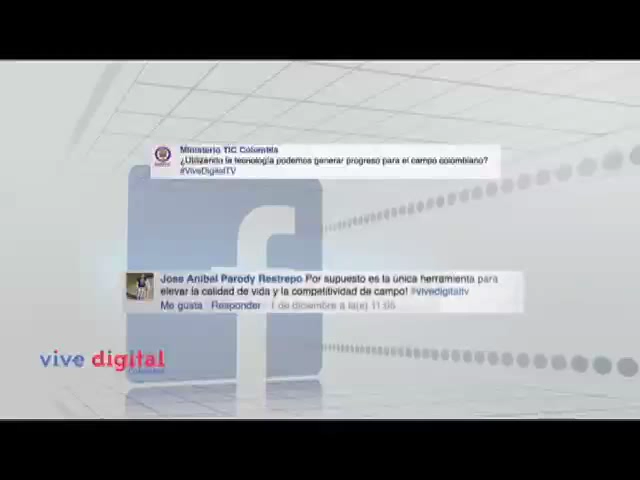 Ministerio TIC Colombia
¿Utilizando la tecnología podemos generar progreso para el campo colombiano?
#ViveDigitalTV
Jose Anibal Parody Restrepo Por supuesto es la única herramienta para
elevar la calidad de vida y la competitividad de campo! #vivedigitaltv
Me gusta · Responder · 1 de diciembre a la(s) 11:05
vive digital
Colombia